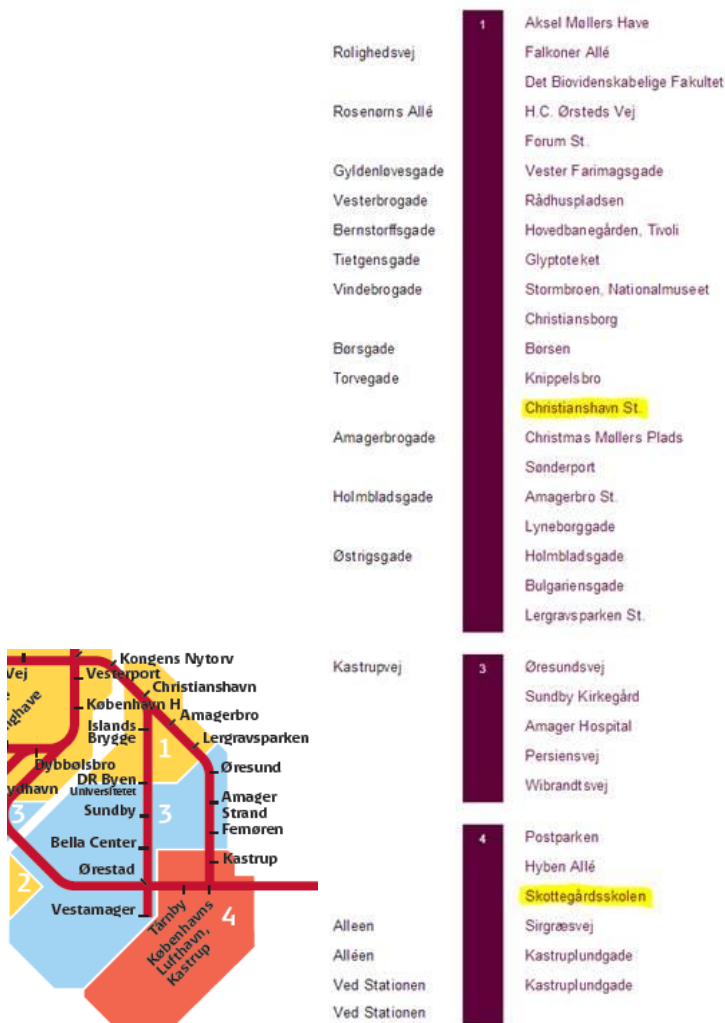 1 Aksel Møllers Have
Rolighedsvej Falkoner Allé
Det Biovidenskabelige Fakultet
Rosenørns Allé H.C. Ørsteds Vej
Forum St.
Gyldenløvesgade Vester Farimagsgade
Vesterbrogade Rådhuspladsen
Bernstorffsgade Hovedbanegården, Tivoli
Tietgensgade Glyptoteket
Vindebrogade Stormbroen, Nationalmuseet
Christiansborg
Børsgade Børsen
Torvegade Knippelsbro
Christianshavn St.
Amagerbrogade Christmas Møllers Plads
Sønderport
Holmbladsgade Amagerbro St.
Lyneborggade
Østrigsgade Holmbladsgade
Bulgariensgade
Lergravsparken St.
Kastrupvej 3 Øresundsvej
Sundby Kirkegård
Amager Hospital
Persiensvej
Wibrandtsvej
4 Postparken
Hyben Allé
Skottegårdsskolen
Alleen Sirgræsvej
Alléen Kastruplundgade
Ved Stationen Kastruplundgade
Ved Stationen
Kongens Nytorv
Vej
Vesterport
Christianshavn
København H
Amagerbro
Islands
Brygge
Lergravsparken
1
Dybbølsbro
Øresund
DR Byen
Universitetet
ydhavn
Amager
Strand
3
Sundby
3
Femøren
Bella Center
Kastrup
Ørestad
2
Vestamager
Tårnby
Københavns
Lufthavn,
Kastrup
4